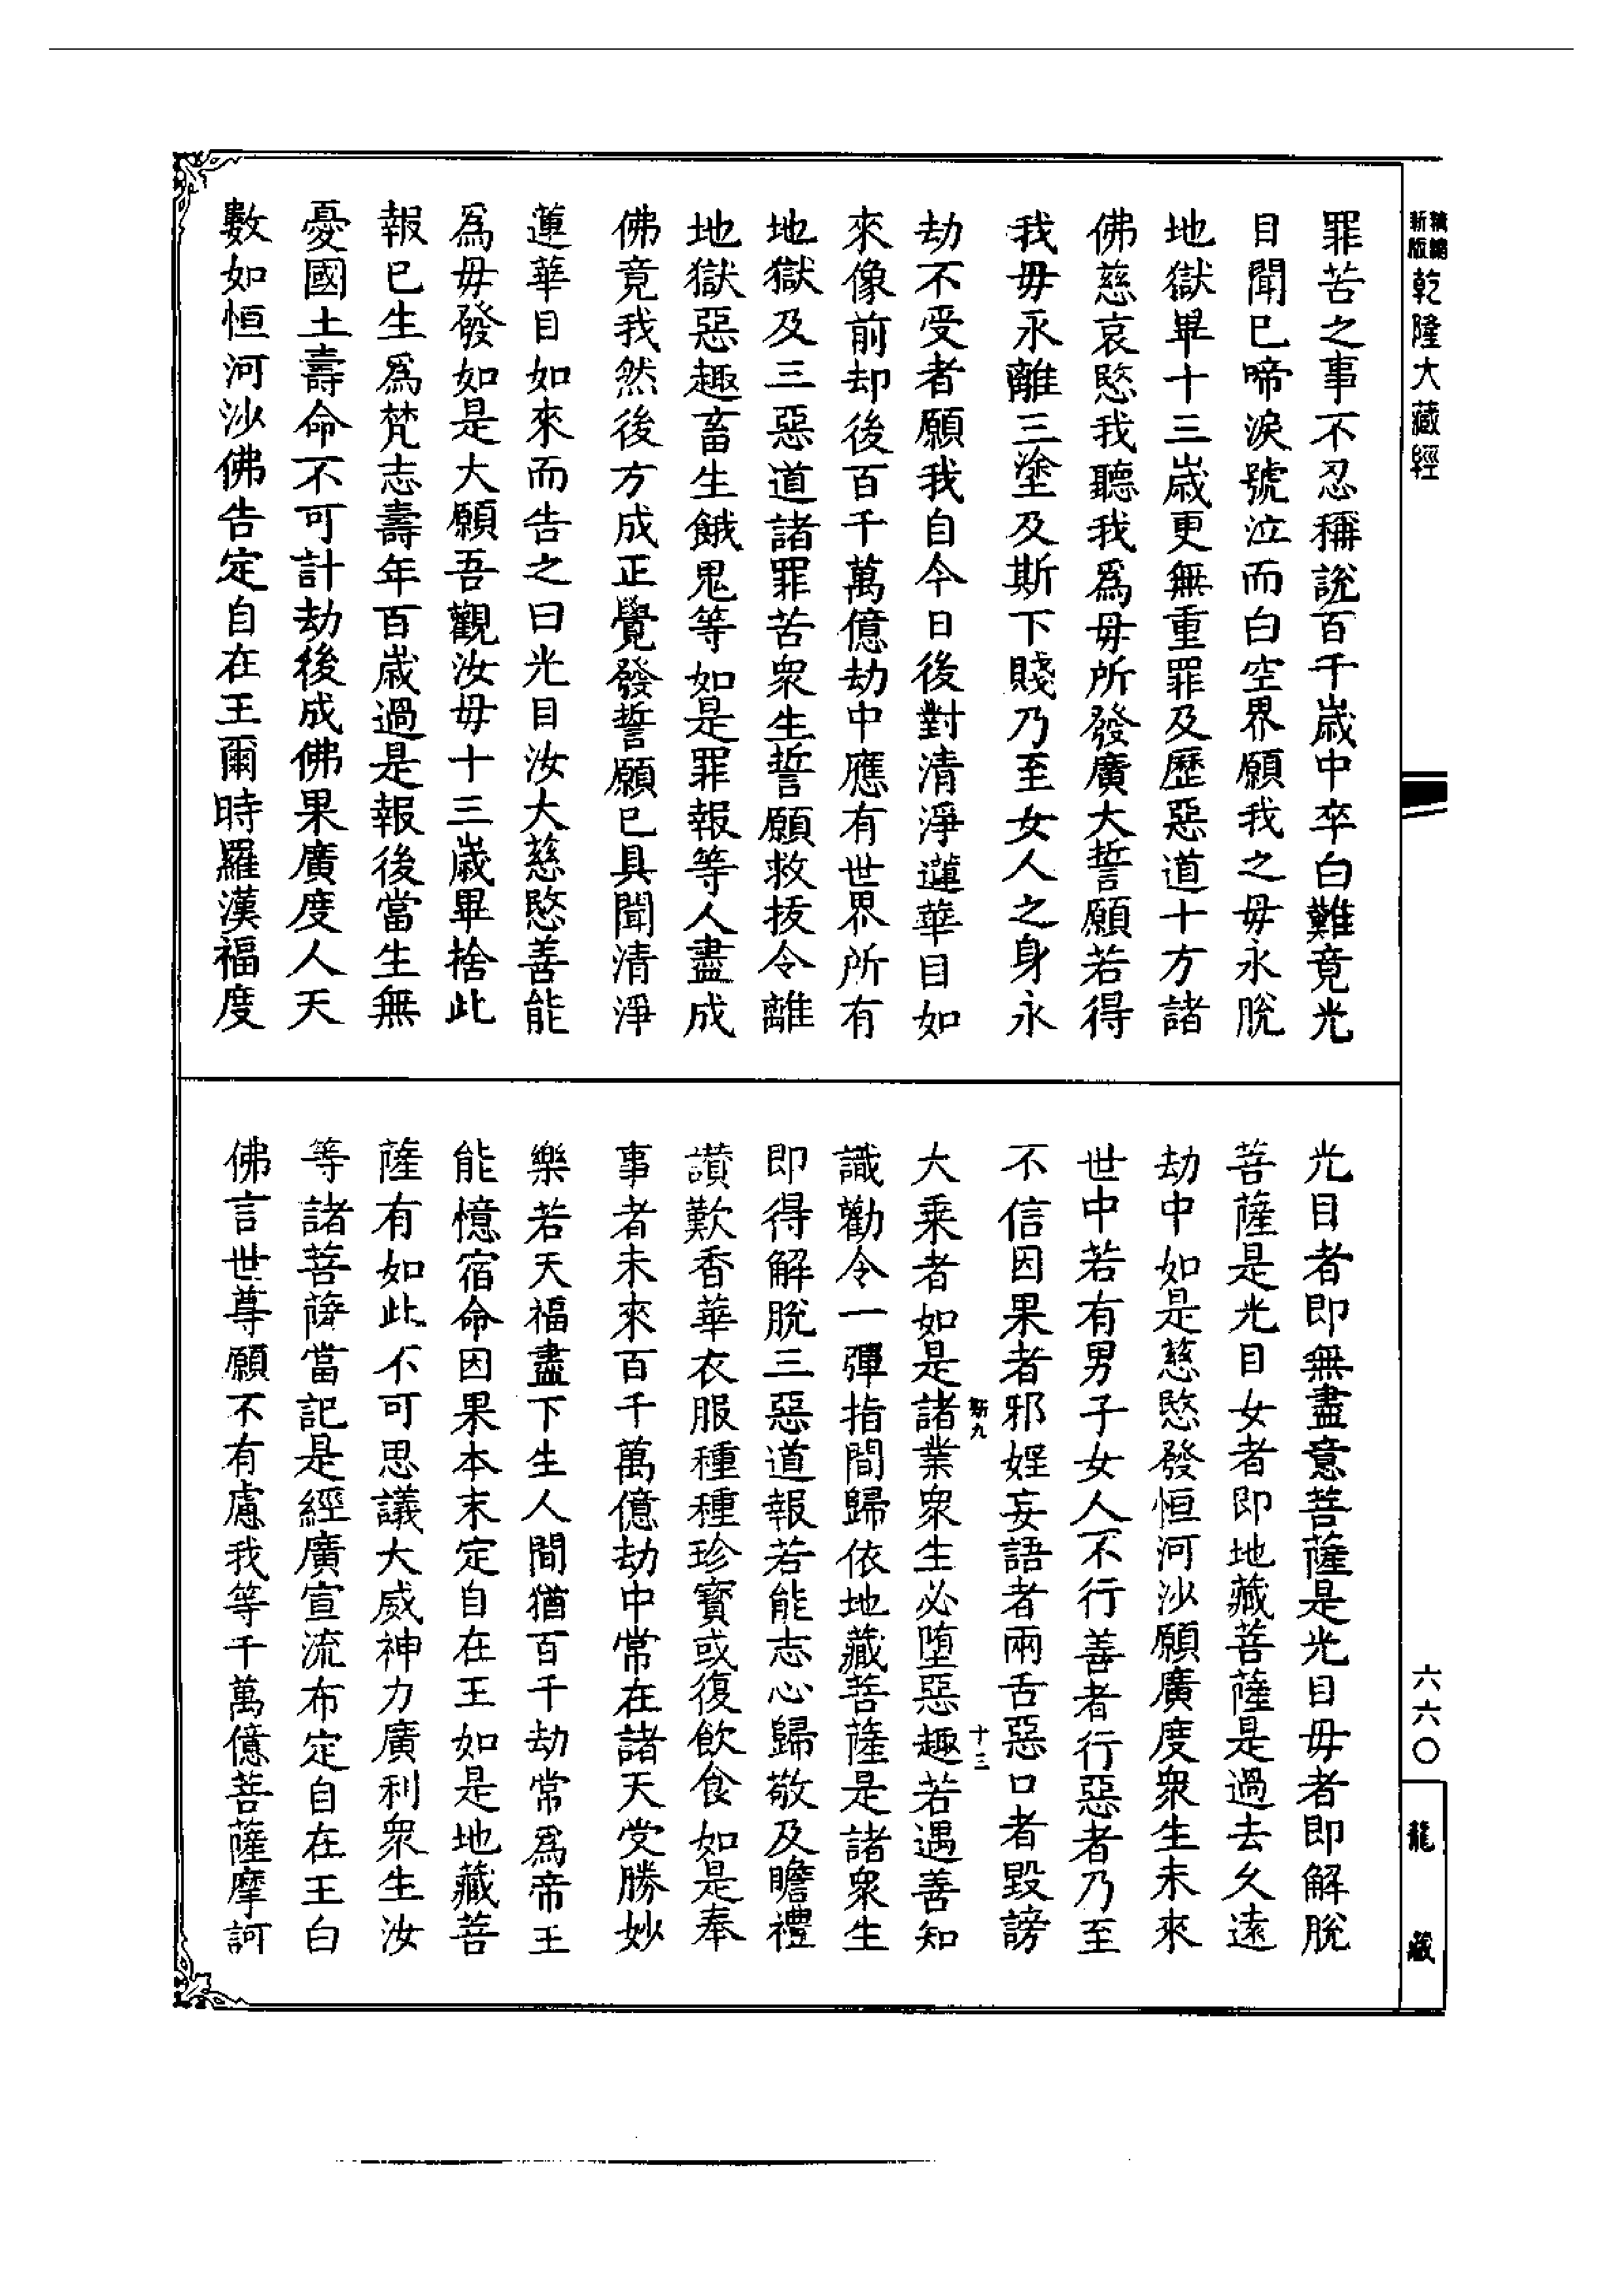 新編
新版
乾隆大藏經
罪苦之事不忍稱說百千歲中卒白難竟光
目聞已啼淚號泣而白空界願我之毋永脫
地獄畢十三歲更無重罪及歷惡道十方諸
佛慈哀愍我聽我爲毋所發廣大誓願若得
我毋永離三塗及斯下賤乃至女人之身永
劫不受者願我自今日後對清淨蓮華目如
來像前却後百千萬億劫中應有世界所有
地獄及三惡道諸罪苦衆生誓願救拔令離
地獄惡趣畜生餓鬼等如是罪報等人盡成
佛竟我然後方成正覺發誓願已具聞清淨
蓮華目如來而告之曰光目汝大慈愍善能
爲毋發如是大願吾觀汝毋十三歲畢捨此
報已生爲梵志壽年百歲過是報後當生無
憂國土壽命不可計劫後成佛果廣度人天
數如恒河沙佛告定自在王爾時羅漢福度
光目者即無盡意菩薩是光目毋者即解脫
菩薩是光目女者即地藏菩薩是過去久遠
劫中如是慈愍發恒河沙願廣度衆生未來
世中若有男子女人不行善者行惡者乃至
不信因果者邪婬妄語者兩舌惡口者毀謗
斯九 十三
大乘者如是諸業衆生必墮惡趣若遇善知
識勸令一彈指間歸依地藏菩薩是諸衆生
即得解脫三惡道報若能志心歸敬及瞻禮
讚歎香華衣服種種珍寶或復飲食如是奉
事者未來百千萬億劫中常在諸天受勝妙
樂若天福盡下生人間猶百千劫常爲帝王
能憶宿命因果本末定自在王如是地藏菩
薩有如此不可思議大威神力廣利衆生汝
等諸菩薩當記是經廣宣流布定自在王白
佛言世尊願不有慮我等千萬億菩薩摩訶
六六〇
龍藏